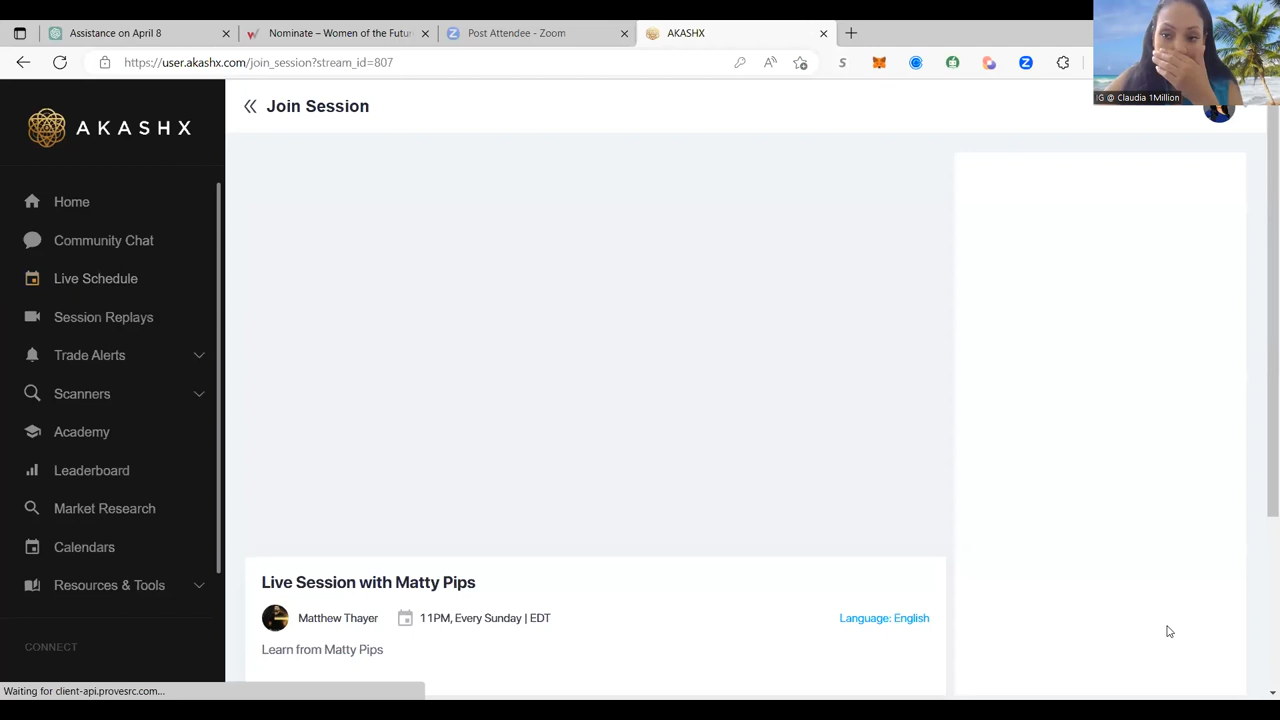 Assistance on April 8
Nominate – Women of the Futur
Post Attendee - Zoom
AKASHX
https://user.akashx.com/join_session?stream_id=807
IG @ Claudia 1Million
AKASHX
Join Session
Home
Community Chat
Live Schedule
Session Replays
Trade Alerts
Scanners
Academy
Leaderboard
Market Research
Calendars
Resources & Tools
CONNECT
Live Session with Matty Pips
Matthew Thayer
11PM, Every Sunday | EDT
Language: English
Learn from Matty Pips
Waiting for client-api.provesrc.com...